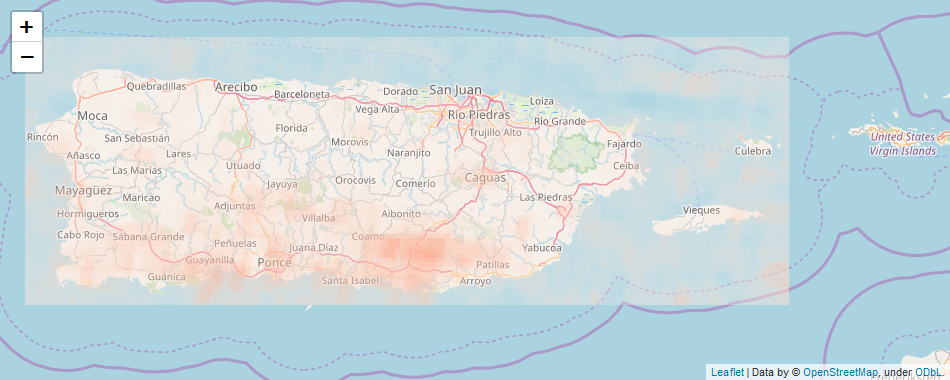 +
−
Quebradillas
Arecibo
Barceloneta
Dorado
San Juan
Loíza
Moca
Vega Alta
Río Piedras
Río Grande
Rincón
San Sebastián
Florida
Morovis
Trujillo Alto
Fajardo
United States
Virgin Islands
Añasco
Lares
Utuado
Naranjito
Culebra
Las Marías
Ceiba
Mayagüez
Maricao
Jayuya
Orocovis
Comerío
Caguas
Las Piedras
Hormigueros
Adjuntas
Villalba
Aibonito
Vieques
Cabo Rojo
Sábana Grande
Peñuelas
Juana Díaz
Coamo
Yabucoa
Guayanilla
Ponce
Patillas
Guánica
Santa Isabel
Arroyo
Leaflet | Data by © OpenStreetMap, under ODbL.